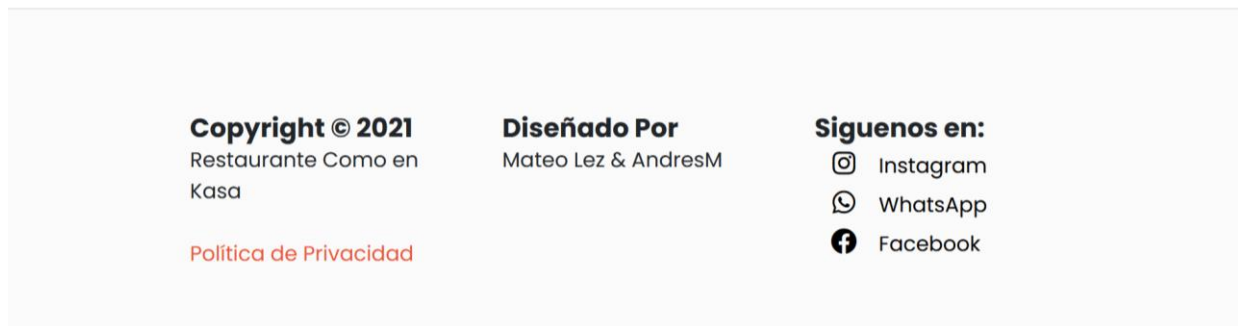 Copyright © 2021
Restaurante Como en
Kasa
Política de Privacidad
Diseñado Por
Mateo Lez & AndresM
Siguenos en:
Instagram
WhatsApp
Facebook